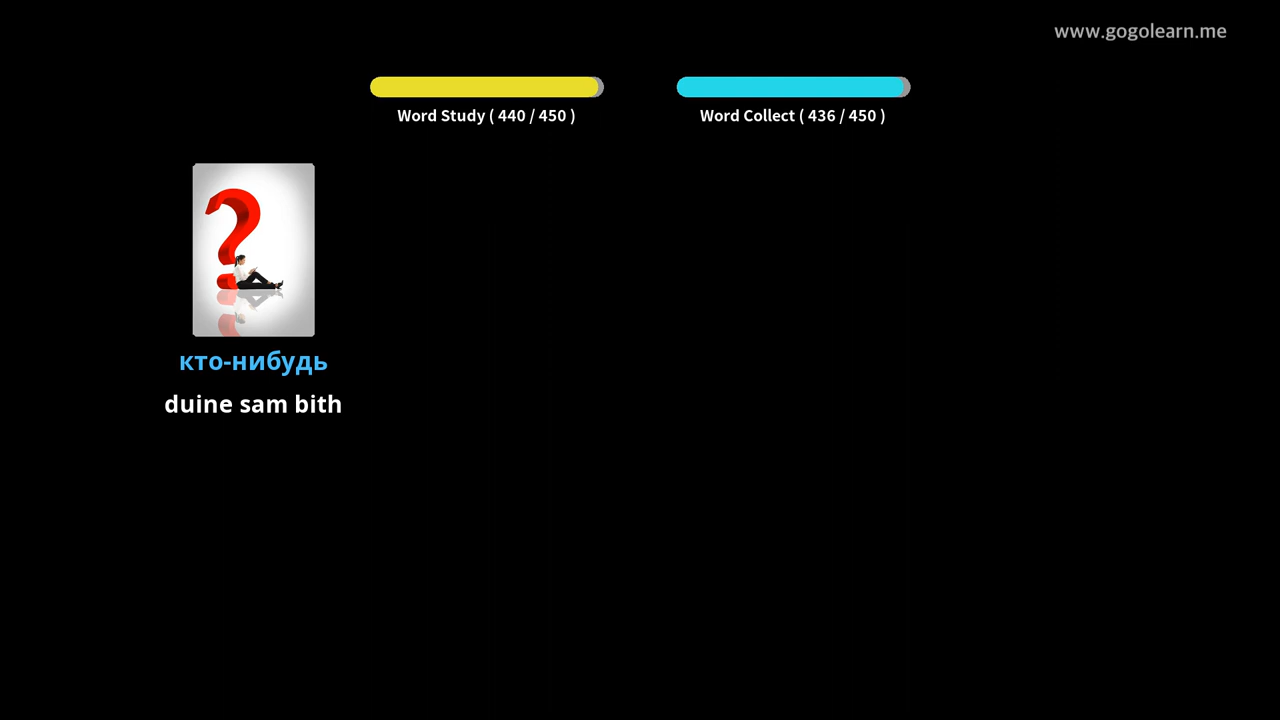 www.gogolearn.me
Word Study ( 440 / 450 )
Word Collect ( 436 / 450 )
кто-нибудь
duine sam bith